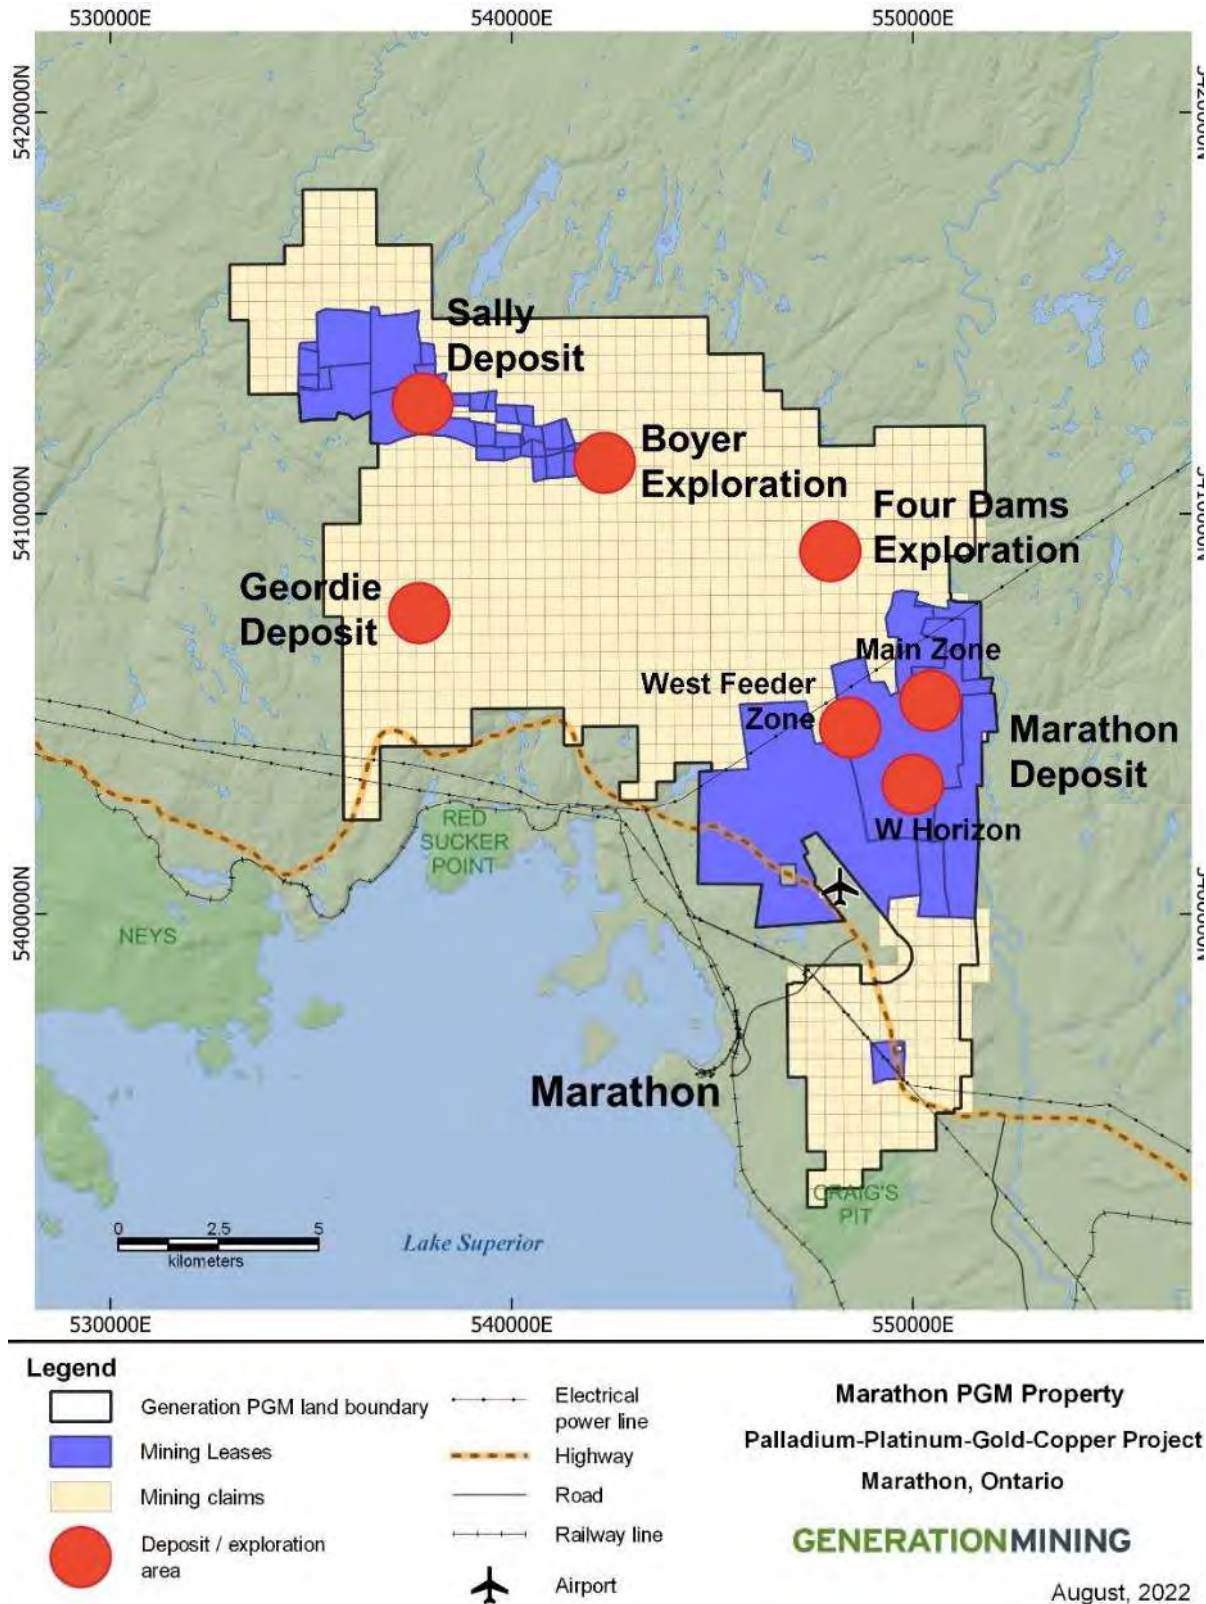 530000E
540000E
550000E
5420000N
5420000N
Sally
Deposit
Boyer
Exploration
5410000N
5410000N
Four Dams
Exploration
Geordie
Deposit
Main Zone
West Feeder
Zone
Marathon
Deposit
W Horizon
RED
SUCKER
POINT
NEYS
5400000N
5400000N
Marathon
CRAIG'S
PIT
0 2.5 5
kilometers
Lake Superior
530000E
540000E
550000E
Legend
Generation PGM land boundary
Mining Leases
Mining claims
Deposit / exploration
area
Electrical
power line
Highway
Road
Railway line
Airport
Marathon PGM Property
Palladium-Platinum-Gold-Copper Project
Marathon, Ontario
GENERATIONMINING
August, 2022